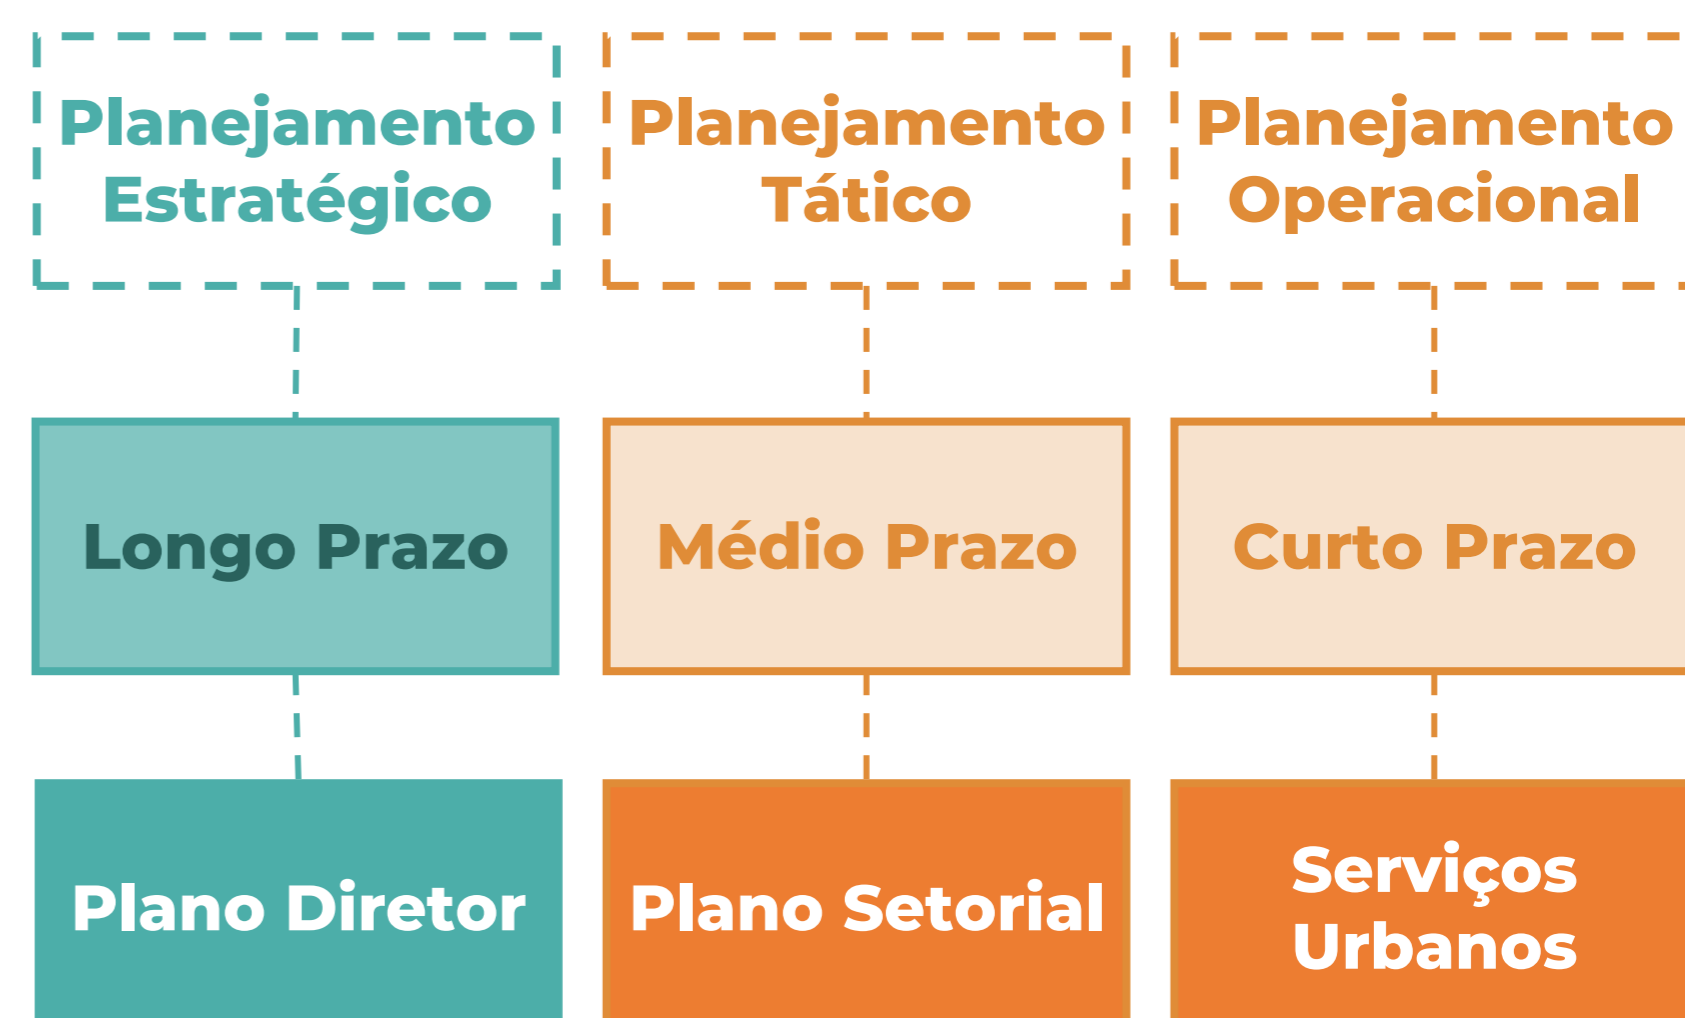 Planejamento
Estratégico
Planejamento
Tático
Planejamento
Operacional
Longo Prazo
Médio Prazo
Curto Prazo
Plano Diretor
Plano Setorial
Serviços
Urbanos